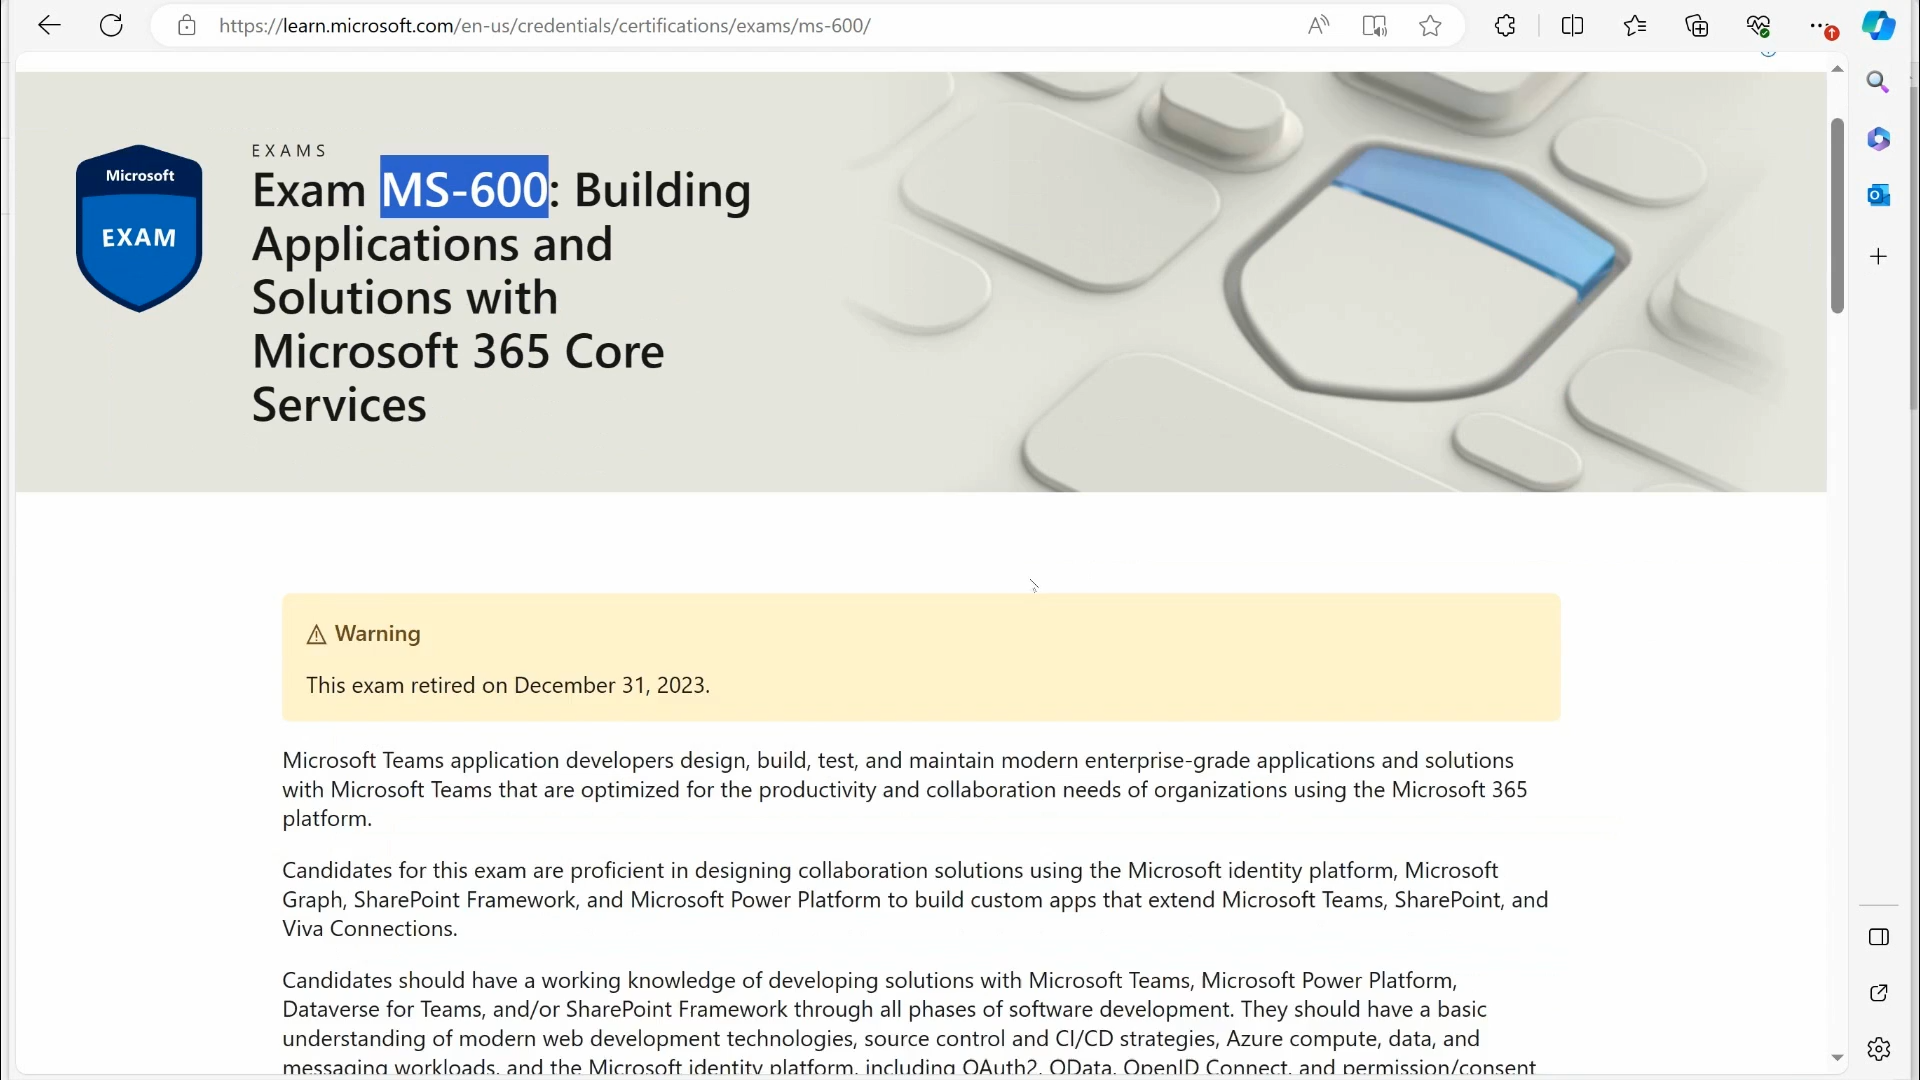 https://learn.microsoft.com/en-us/credentials/certifications/exams/ms-600/
Microsoft
EXAM
EXAMS
Exam MS-600: Building
Applications and
Solutions with
Microsoft 365 Core
Services
Warning
This exam retired on December 31, 2023.
Microsoft Teams application developers design, build, test, and maintain modern enterprise-grade applications and solutions
with Microsoft Teams that are optimized for the productivity and collaboration needs of organizations using the Microsoft 365
platform.
Candidates for this exam are proficient in designing collaboration solutions using the Microsoft identity platform, Microsoft
Graph, SharePoint Framework, and Microsoft Power Platform to build custom apps that extend Microsoft Teams, SharePoint, and
Viva Connections.
Candidates should have a working knowledge of developing solutions with Microsoft Teams, Microsoft Power Platform,
Dataverse for Teams, and/or SharePoint Framework through all phases of software development. They should have a basic
understanding of modern web development technologies, source control and CI/CD strategies, Azure compute, data, and
messaging workloads, and the Microsoft identity platform, including OAuth2, OData, OpenID Connect, and permission/consent